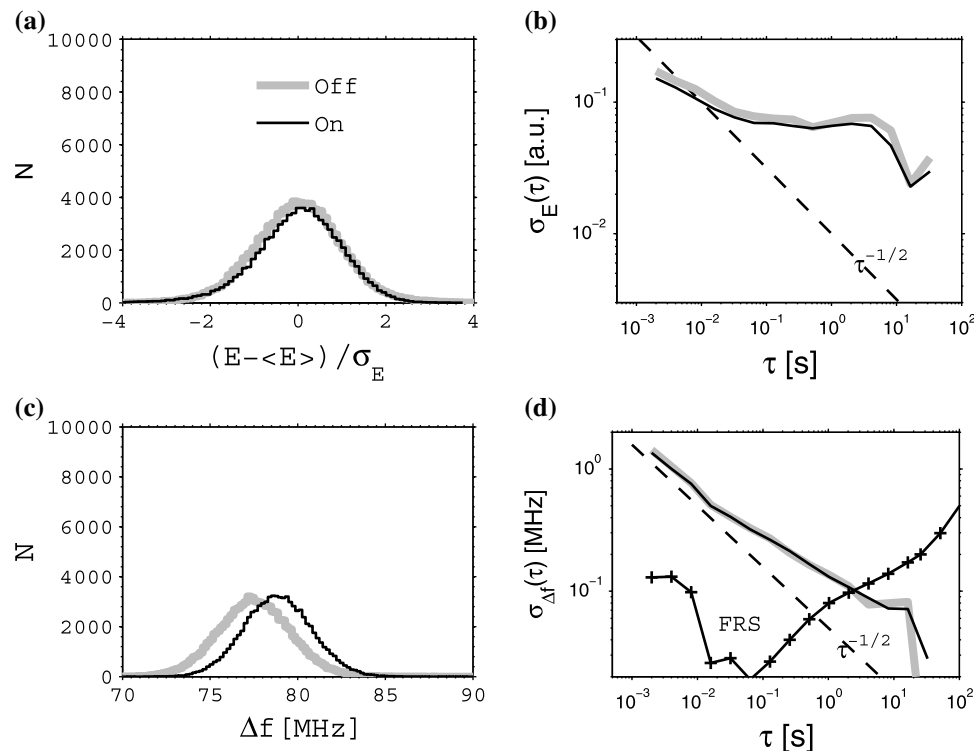 (a)
10000
8000
6000
4000
2000
0
N
Off
On
−4
−2
0
2
4
(E−<E>)/σ_E
(b)
10^−1
10^−2
σ_E(τ) [a.u.]
τ^−1/2
10^−3
10^−2
10^−1
10^0
10^1
10^2
τ [s]
(c)
10000
8000
6000
4000
2000
0
N
70
75
80
85
90
Δf [MHz]
(d)
10^0
10^−1
σ_Δf(τ) [MHz]
FRS
τ^−1/2
10^−3
10^−2
10^−1
10^0
10^1
10^2
τ [s]